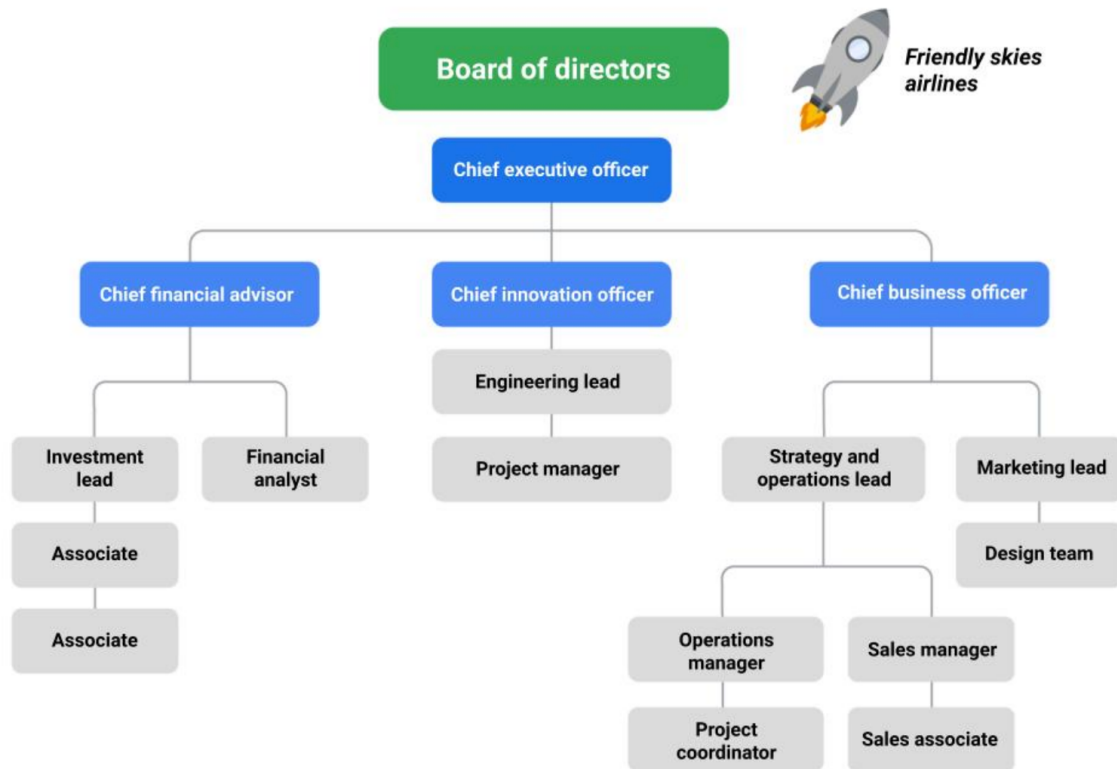 Board of directors
Friendly skies
airlines
Chief executive officer
Chief financial advisor
Chief innovation officer
Chief business officer
Engineering lead
Investment
lead
Financial
analyst
Project manager
Strategy and
operations lead
Marketing lead
Associate
Design team
Associate
Operations
manager
Sales manager
Project
coordinator
Sales associate